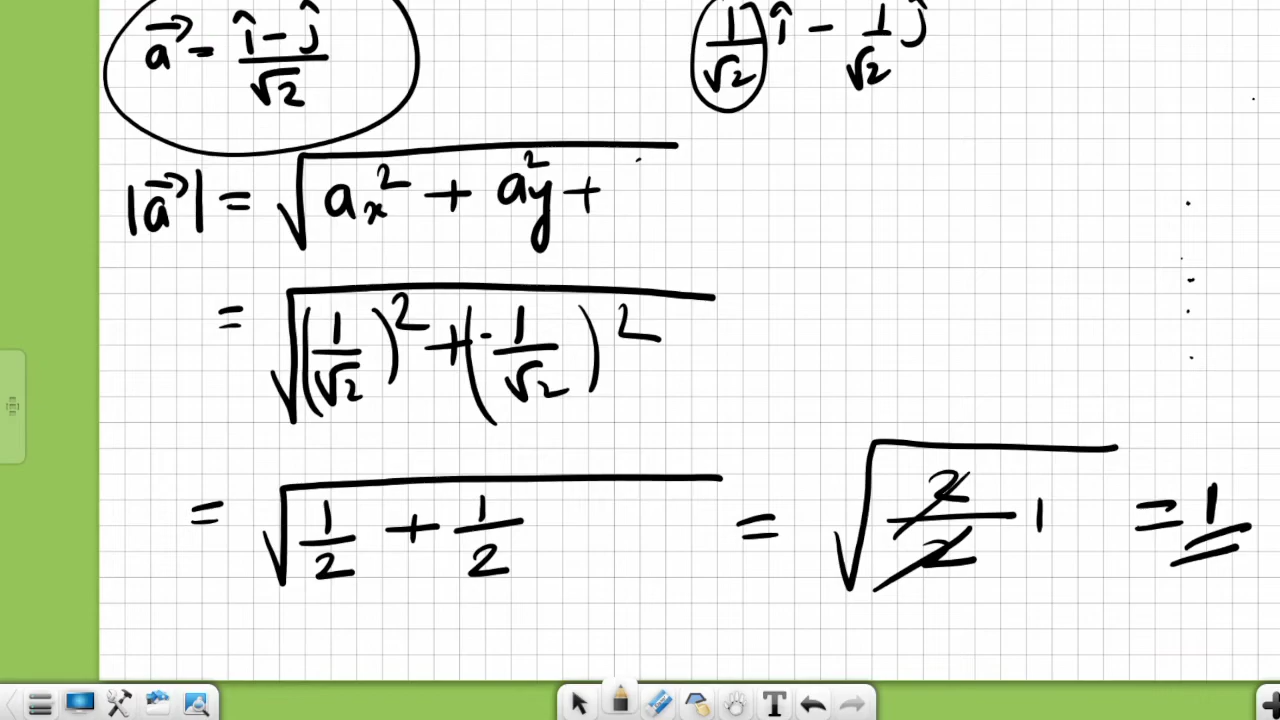 a⃗ = (î - ĵ)/√2    1/√2 î - 1/√2 ĵ
|a⃗| = √(aₓ² + a²y +
= √((1/√2)² + (-1/√2)²)
= √(1/2 + 1/2) = √(2/2) 1 = 1
T